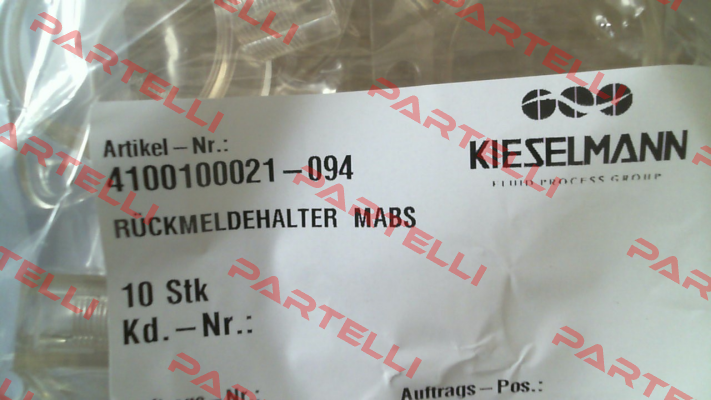 Artikel-Nr.:
4100100021-094
KIESELMANN
FLUID PROCESS GROUP
RÜCKMELDEHALTER MABS
10 Stk
Kd.-Nr.:
Auftrags-Pos.:
PARTELLI
PARTELLI
PARTELLI
PARTELLI
PARTELLI
PARTELLI
PARTELLI
PARTELLI
PARTELLI